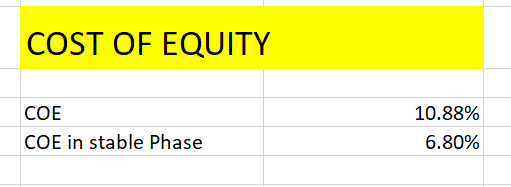 COST OF EQUITY
COE 10.88%
COE in stable Phase 6.80%